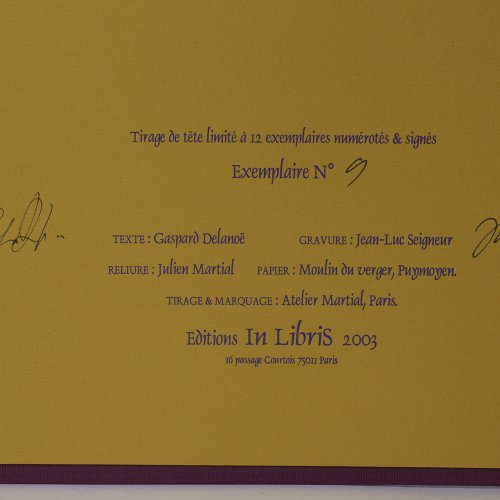 Tirage de tête limité à 12 exemplaires numérotés & signés
Exemplaire N° 9
TEXTE : Gaspard Delanoë GRAVURE : Jean-Luc Seigneur
RELIURE : Julien Martial PAPIER : Moulin du verger, Puymoyen.
TIRAGE & MARQUAGE : Atelier Martial, Paris.
Editions In LibriS 2003
16 passage Courtois 75011 Paris